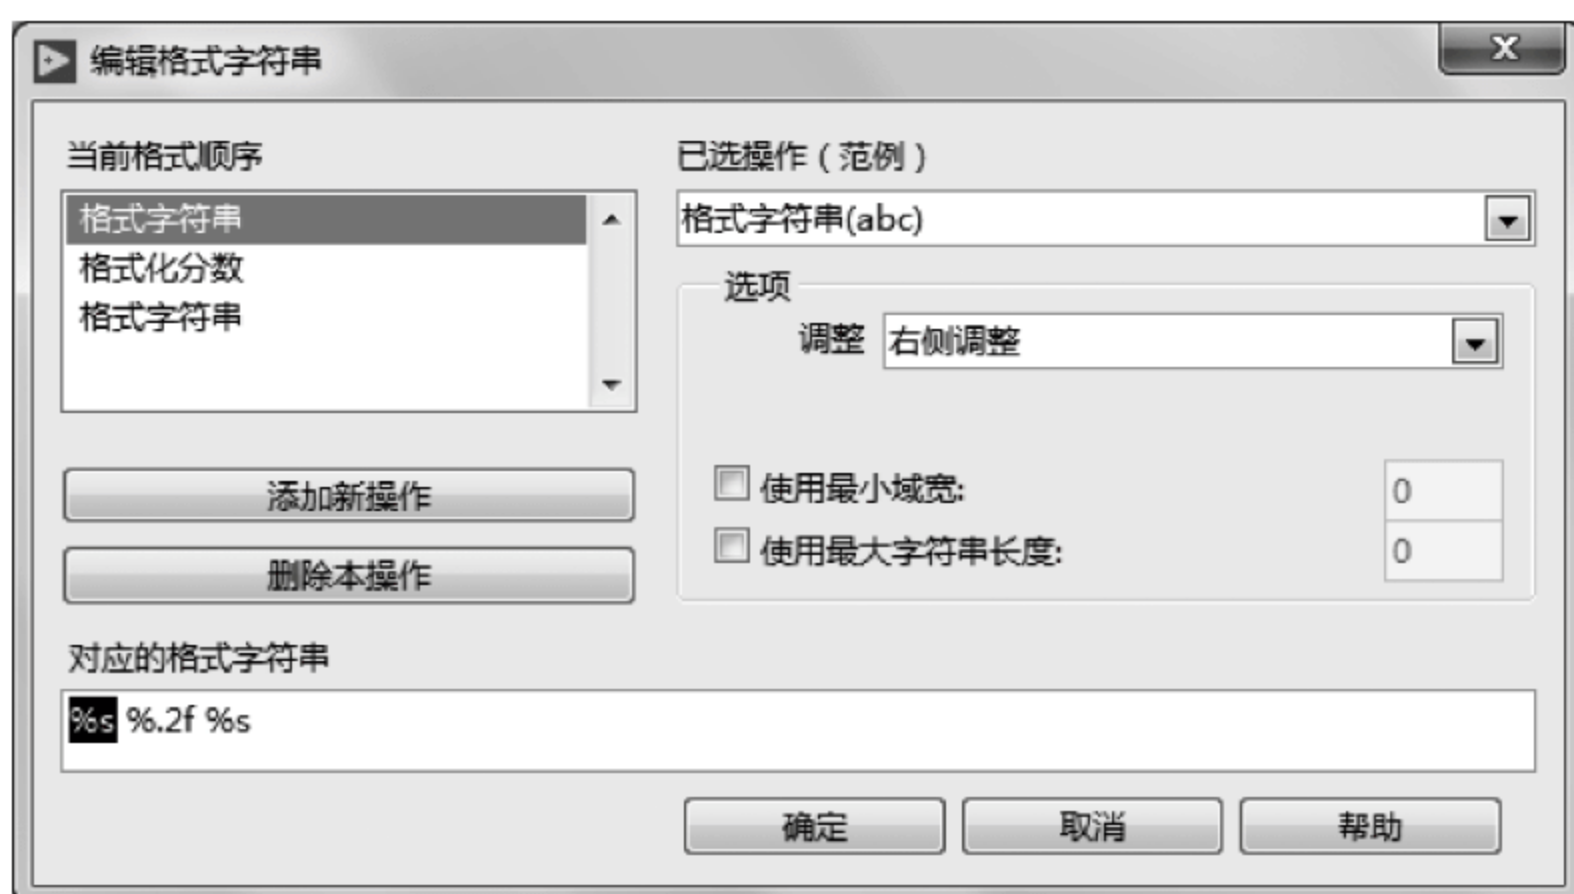 编辑格式字符串
当前格式顺序
格式字符串
格式化分数
格式字符串
添加新操作
删除本操作
已选操作(范例)
格式字符串(abc)
选项
调整 右侧调整
使用最小域宽: 0
使用最大字符串长度: 0
对应的格式字符串
%s %.2f %s
确定 取消 帮助